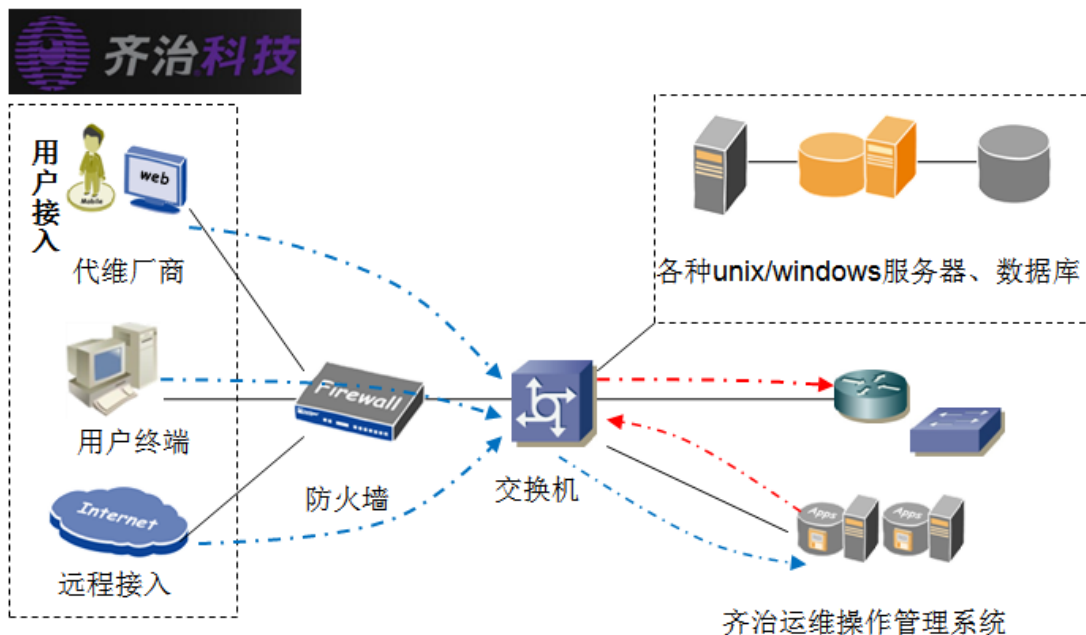 齐治科技
用户接入
web
Mobile
代维厂商
各种unix/windows服务器、数据库
用户终端
Firewall
防火墙
交换机
Internet
远程接入
Apps
Apps
齐治运维操作管理系统